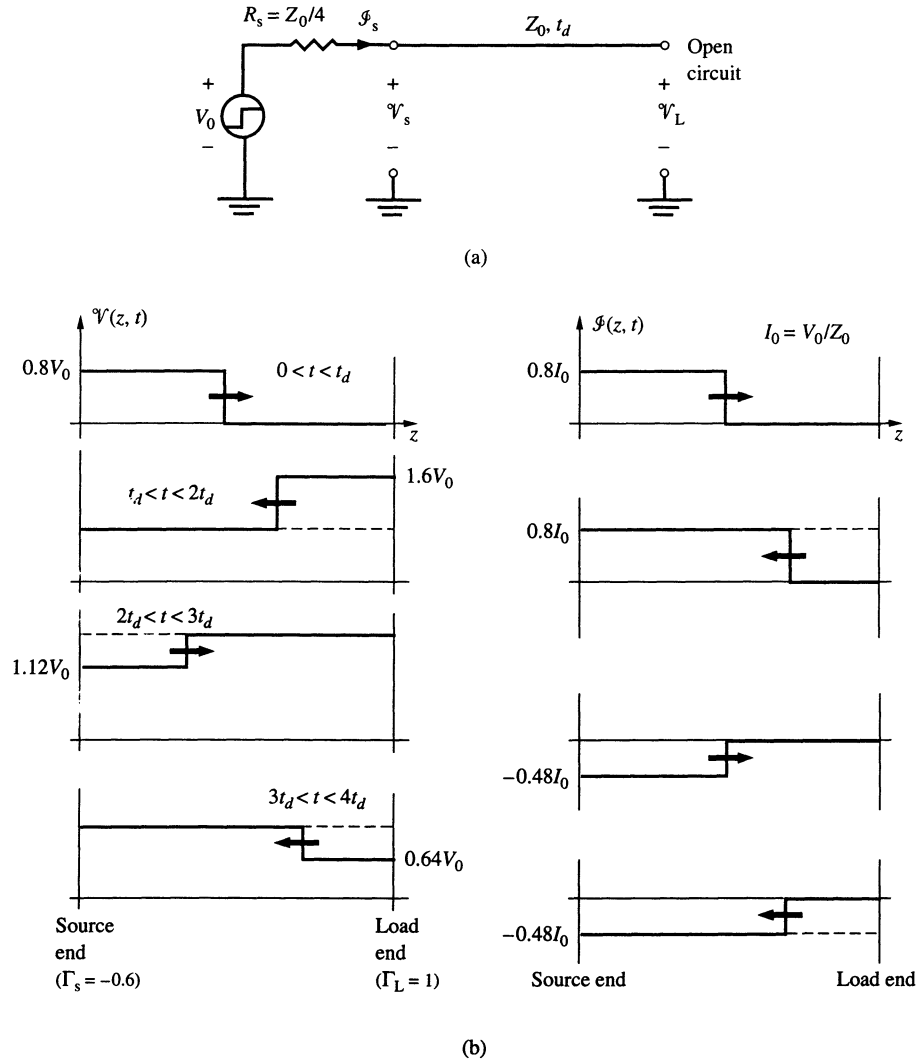 R_s = Z_0/4
𝓘_s
Z_0, t_d
Open
circuit
+
V_0
−
+
𝒱_s
−
+
𝒱_L
−
(a)
𝒱(z, t)
0.8V_0
0 < t < t_d
z
t_d < t < 2t_d
1.6V_0
2t_d < t < 3t_d
1.12V_0
3t_d < t < 4t_d
0.64V_0
Source
end
(Γ_s = −0.6)
Load
end
(Γ_L = 1)
𝓘(z, t)
I_0 = V_0/Z_0
0.8I_0
z
0.8I_0
−0.48I_0
−0.48I_0
Source end
Load end
(b)